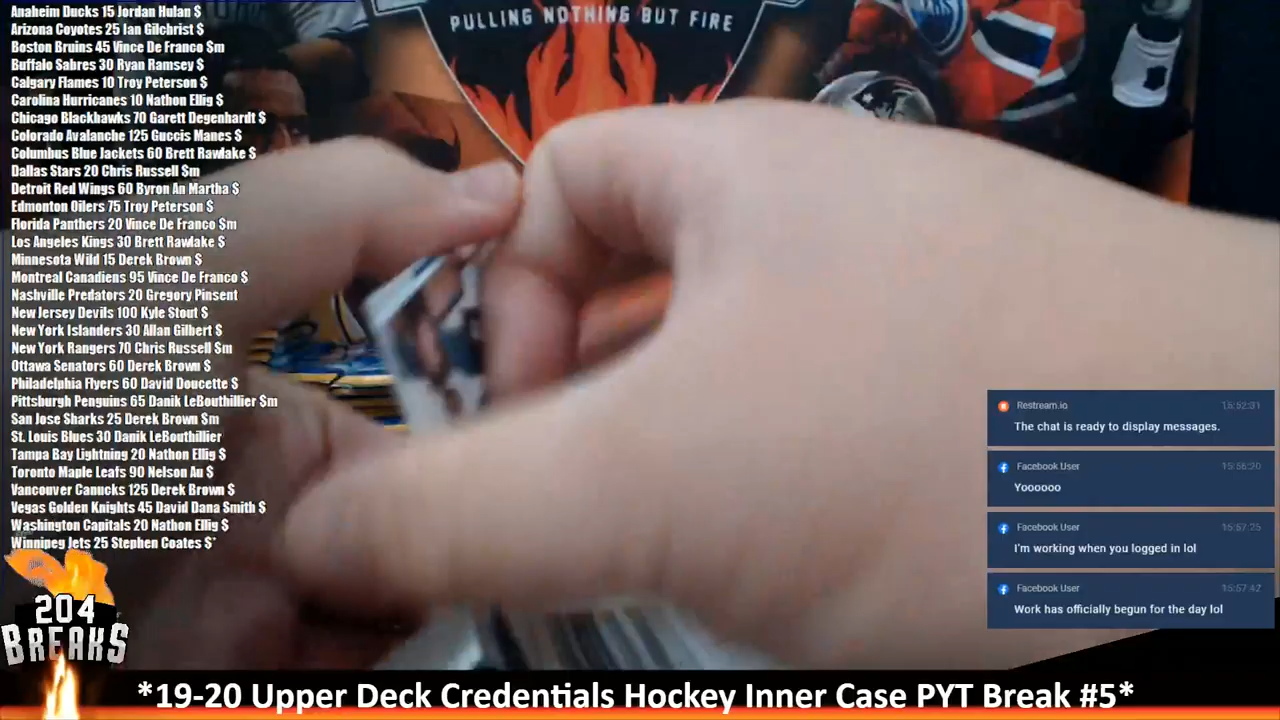 Anaheim Ducks 15 Jordan Hulan $
Arizona Coyotes 25 Ian Gilchrist $
Boston Bruins 45 Vince De Franco $m
Buffalo Sabres 30 Ryan Ramsey $
Calgary Flames 10 Troy Peterson $
Carolina Hurricanes 10 Nathon Ellig $
Chicago Blackhawks 70 Garett Degenhardt $
Colorado Avalanche 125 Guccis Manes $
Columbus Blue Jackets 60 Brett Rawlake $
Dallas Stars 20 Chris Russell $m
Detroit Red Wings 60 Byron An Martha $
Edmonton Oilers 75 Troy Peterson $
Florida Panthers 20 Vince De Franco $m
Los Angeles Kings 30 Brett Rawlake $
Minnesota Wild 15 Derek Brown $
Montreal Canadiens 95 Vince De Franco $
Nashville Predators 20 Gregory Pinsent
New Jersey Devils 100 Kyle Stout $
New York Islanders 30 Allan Gilbert $
New York Rangers 70 Chris Russell $m
Ottawa Senators 60 Derek Brown $
Philadelphia Flyers 60 David Doucette $
Pittsburgh Penguins 65 Danik LeBouthillier $m
San Jose Sharks 25 Derek Brown $m
St. Louis Blues 30 Danik LeBouthillier
Tampa Bay Lightning 20 Nathon Ellig $
Toronto Maple Leafs 90 Nelson Au $
Vancouver Canucks 125 Derek Brown $
Vegas Golden Knights 45 David Dana Smith $
Washington Capitals 20 Nathon Ellig $
Winnipeg Jets 25 Stephen Coates $*
PULLING NOTHING BUT FIRE
OILERS
Restream.io 15:52:31
The chat is ready to display messages.
Facebook User 15:56:20
Yoooooo
Facebook User 15:57:25
I'm working when you logged in lol
Facebook User 15:57:42
Work has officially begun for the day lol
204
BREAKS
*19-20 Upper Deck Credentials Hockey Inner Case PYT Break #5*